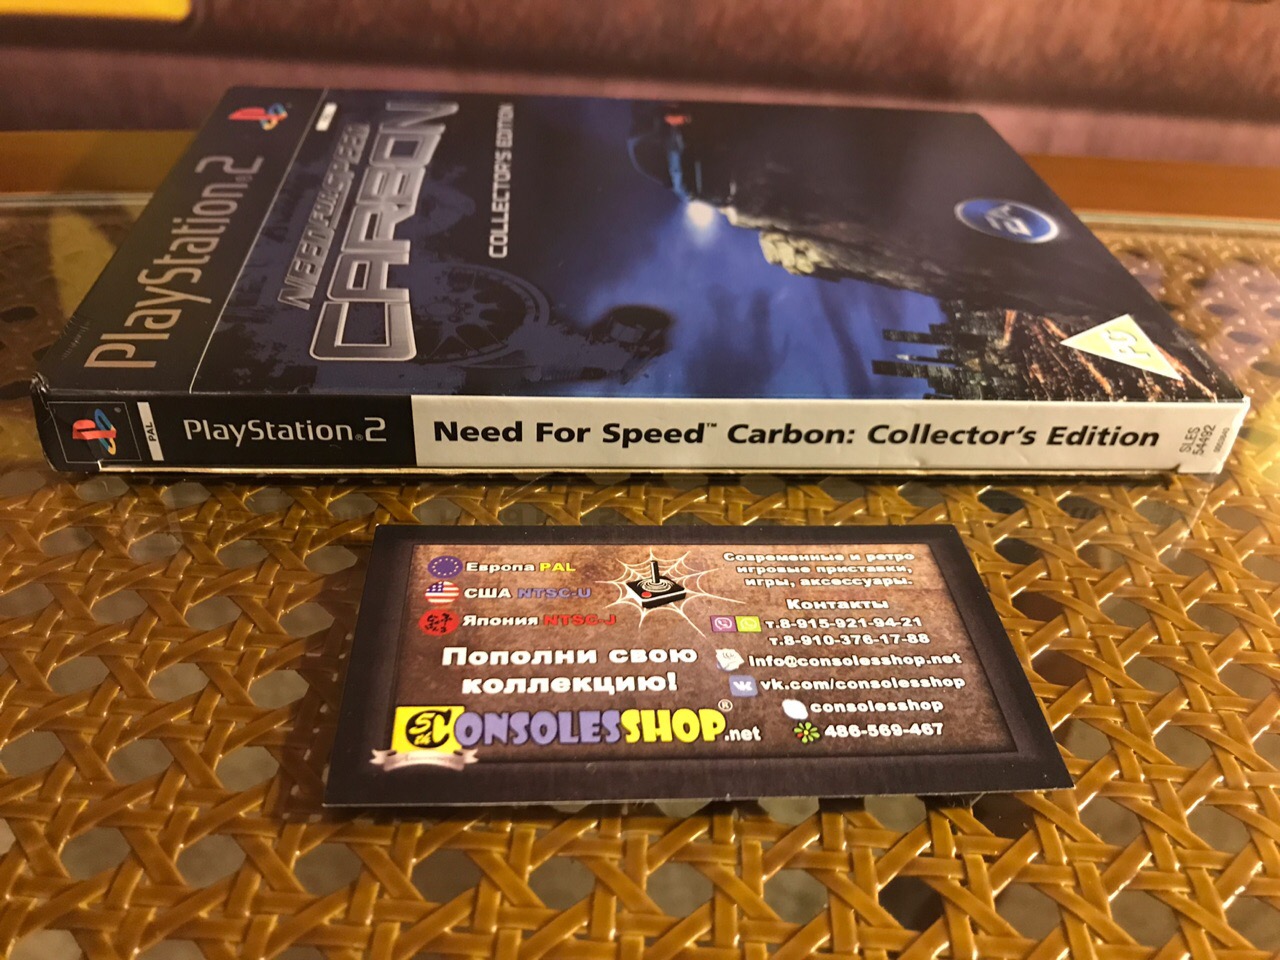 PlayStation.2
NEED FOR SPEED
CARBON
COLLECTOR'S EDITION
EA
PG
PAL
PlayStation.2
Need For Speed™ Carbon: Collector's Edition
SLES
54492
Европа PAL
США NTSC-U
Япония NTSC-J
Пополни свою
коллекцию!
CONSOLESSHOP.net
®
Современные и ретро
игровые приставки,
игры, аксессуары.
Контакты
т.8-915-921-94-21
т.8-910-376-17-88
info@consolesshop.net
vk.com/consolesshop
consolesshop
486-569-467